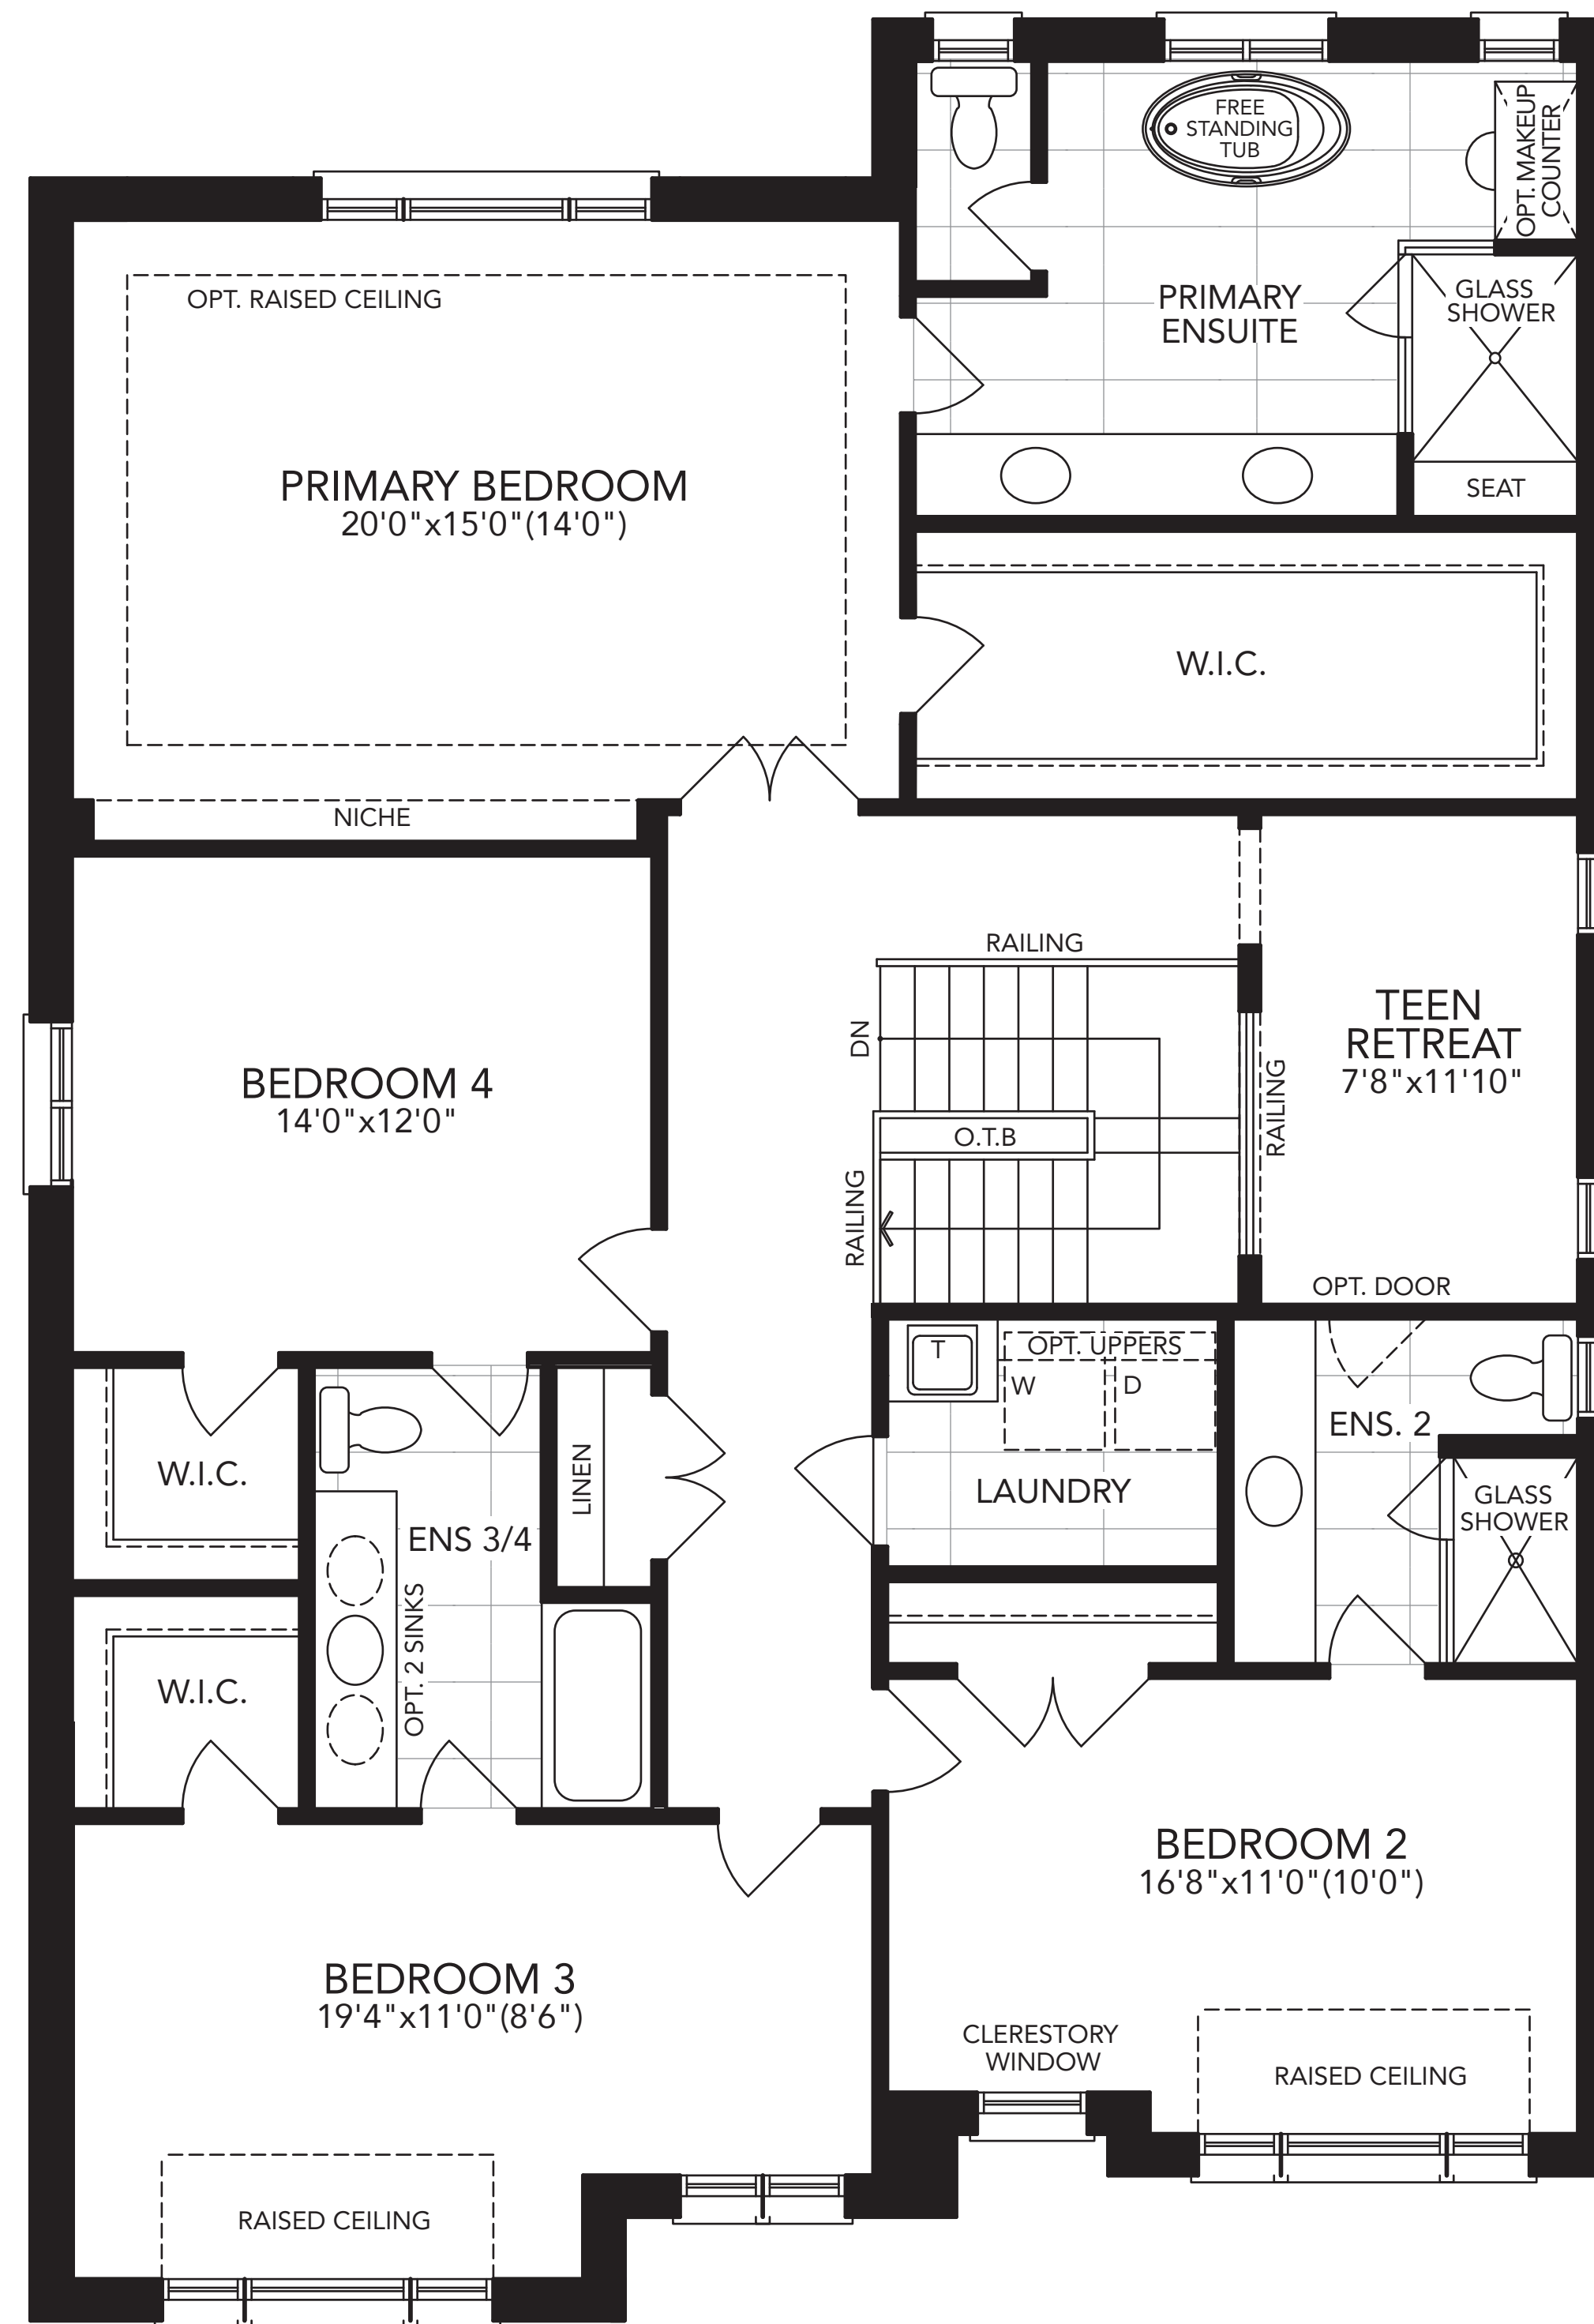 FREE
STANDING
TUB
OPT. MAKEUP
COUNTER
OPT. RAISED CEILING
PRIMARY
ENSUITE
GLASS
SHOWER
PRIMARY BEDROOM
20'0"x15'0"(14'0")
SEAT
W.I.C.
NICHE
RAILING
DN
TEEN
RETREAT
7'8"x11'10"
BEDROOM 4
14'0"x12'0"
O.T.B
RAILING
RAILING
OPT. DOOR
T
OPT. UPPERS
W
D
ENS. 2
W.I.C.
LINEN
LAUNDRY
GLASS
SHOWER
ENS 3/4
OPT. 2 SINKS
W.I.C.
BEDROOM 2
16'8"x11'0"(10'0")
BEDROOM 3
19'4"x11'0"(8'6")
CLERESTORY
WINDOW
RAISED CEILING
RAISED CEILING